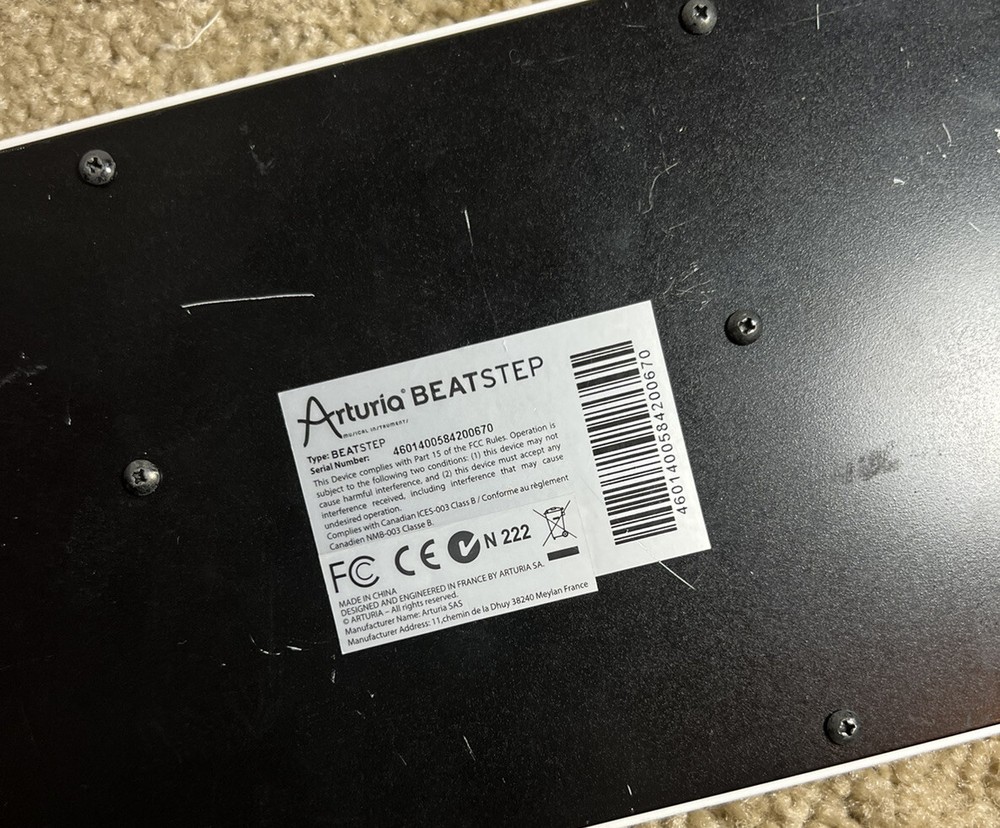 Arturia® BEATSTEP
MUSICAL INSTRUMENTS
Type: BEATSTEP
Serial Number: 4601400584200670
This Device complies with Part 15 of the FCC Rules. Operation is
subject to the following two conditions: (1) this device may not
cause harmful interference, and (2) this device must accept any
interference received, including interference that may cause
undesired operation.
Complies with Canadian ICES-003 Class B / Conforme au règlement
Canadien NMB-003 Classe B.
FC CE N 222
MADE IN CHINA
DESIGNED AND ENGINEERED IN FRANCE BY ARTURIA SA.
© ARTURIA – All rights reserved.
Manufacturer Name: Arturia SAS
Manufacturer Address: 11,chemin de la Dhuy 38240 Meylan France
4601400584200670